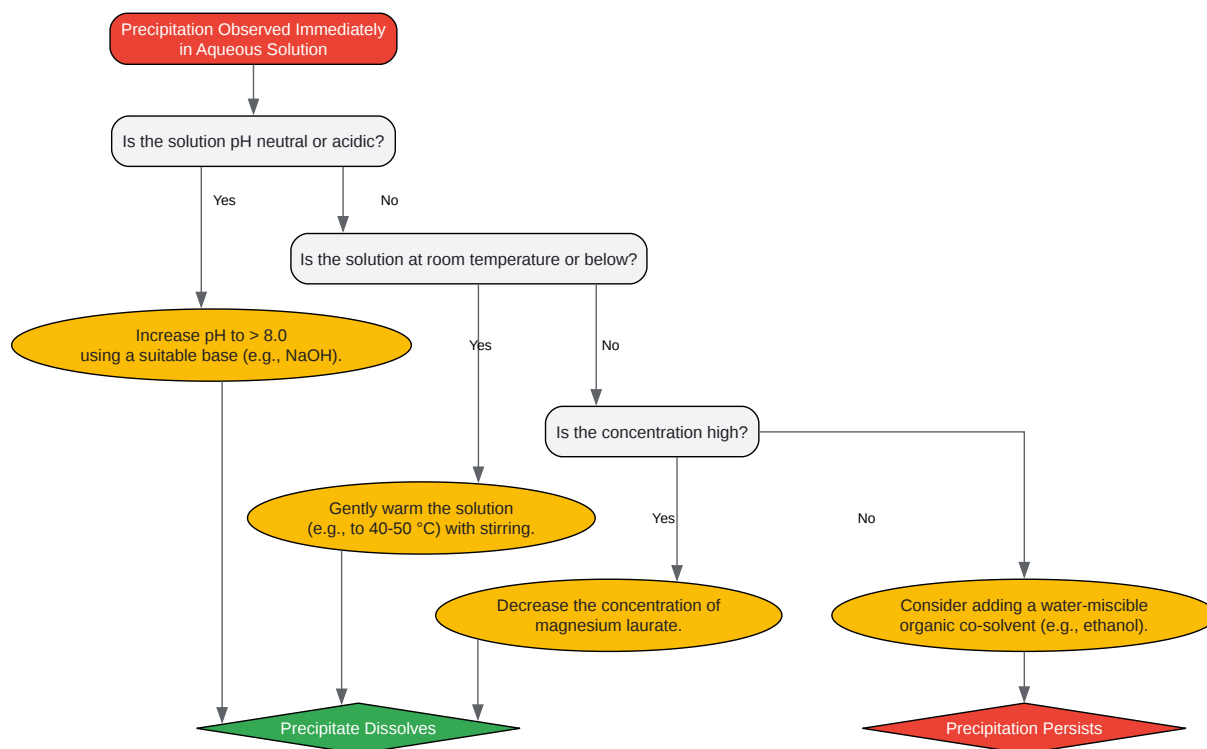 Precipitation Observed Immediately
in Aqueous Solution
Is the solution pH neutral or acidic?
Yes
No
Is the solution at room temperature or below?
Increase pH to > 8.0
using a suitable base (e.g., NaOH).
Yes
No
Is the concentration high?
Gently warm the solution
(e.g., to 40-50 °C) with stirring.
Yes
No
Decrease the concentration of
magnesium laurate.
Consider adding a water-miscible
organic co-solvent (e.g., ethanol).
Precipitate Dissolves
Precipitation Persists